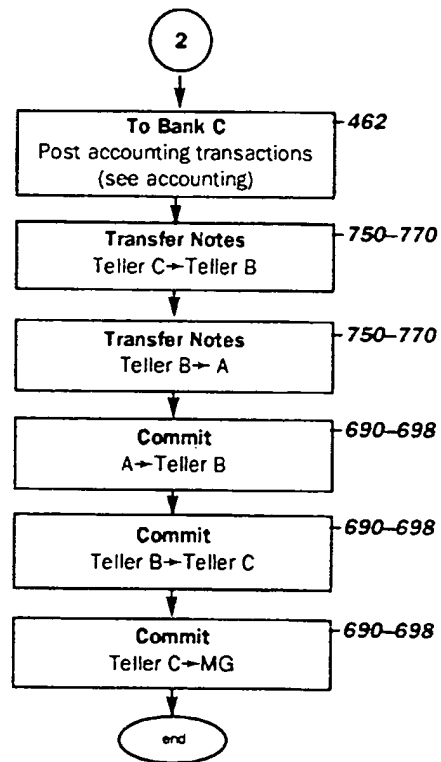 2
To Bank C
462
Post accounting transactions
(see accounting)
Transfer Notes
750–770
Teller C→Teller B
Transfer Notes
750–770
Teller B→ A
Commit
690–698
A→Teller B
Commit
690–698
Teller B→Teller C
Commit
690–698
Teller C→MG
end